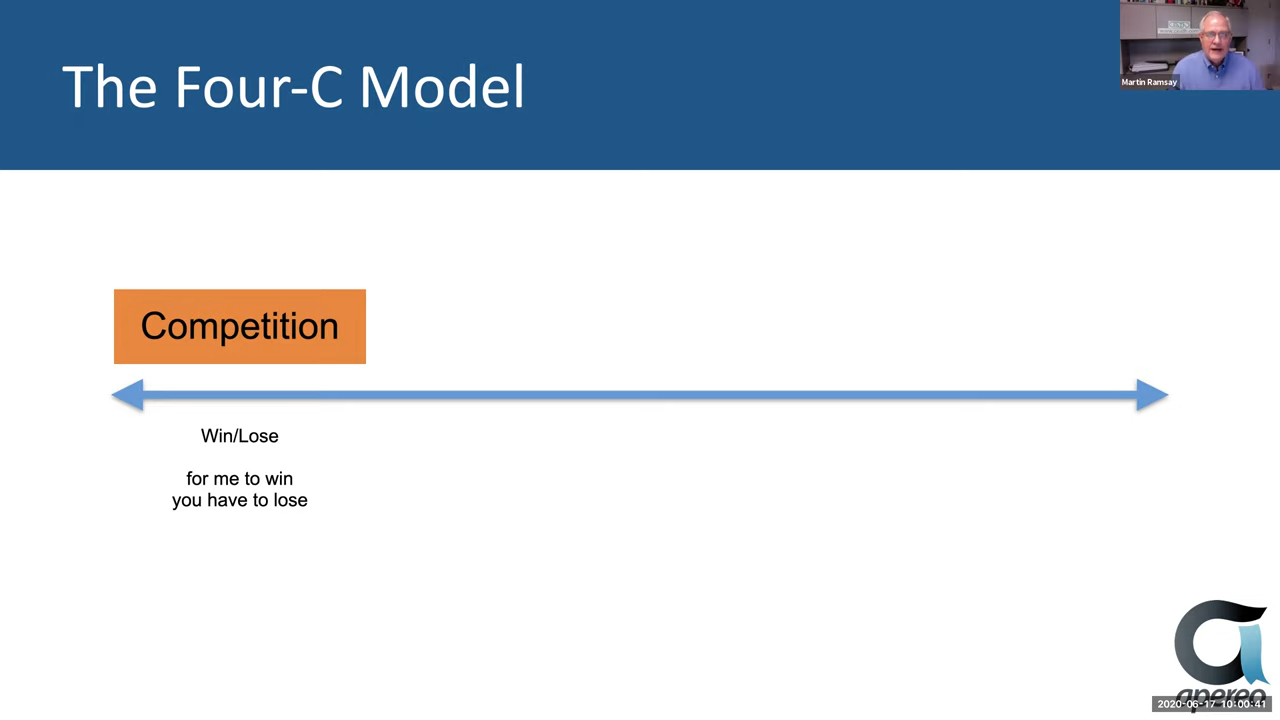 The Four-C Model
Martin Ramsay
Competition
Win/Lose
for me to win
you have to lose
apereo
2020-06-17 10:00:41